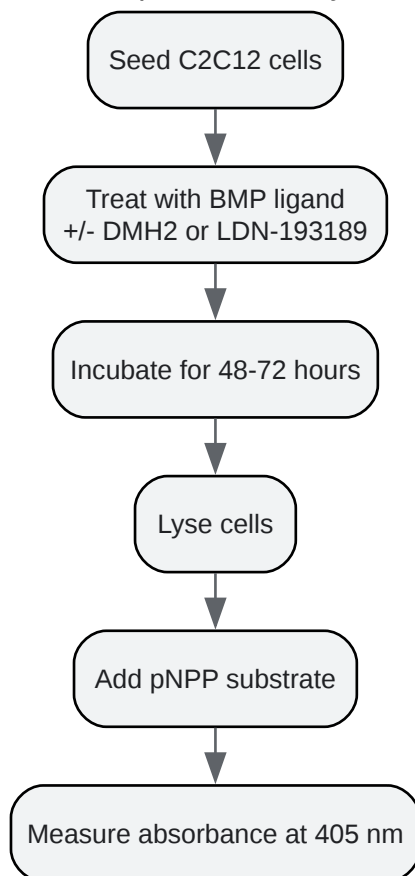 Seed C2C12 cells
Treat with BMP ligand
+/- DMH2 or LDN-193189
Incubate for 48-72 hours
Lyse cells
Add pNPP substrate
Measure absorbance at 405 nm